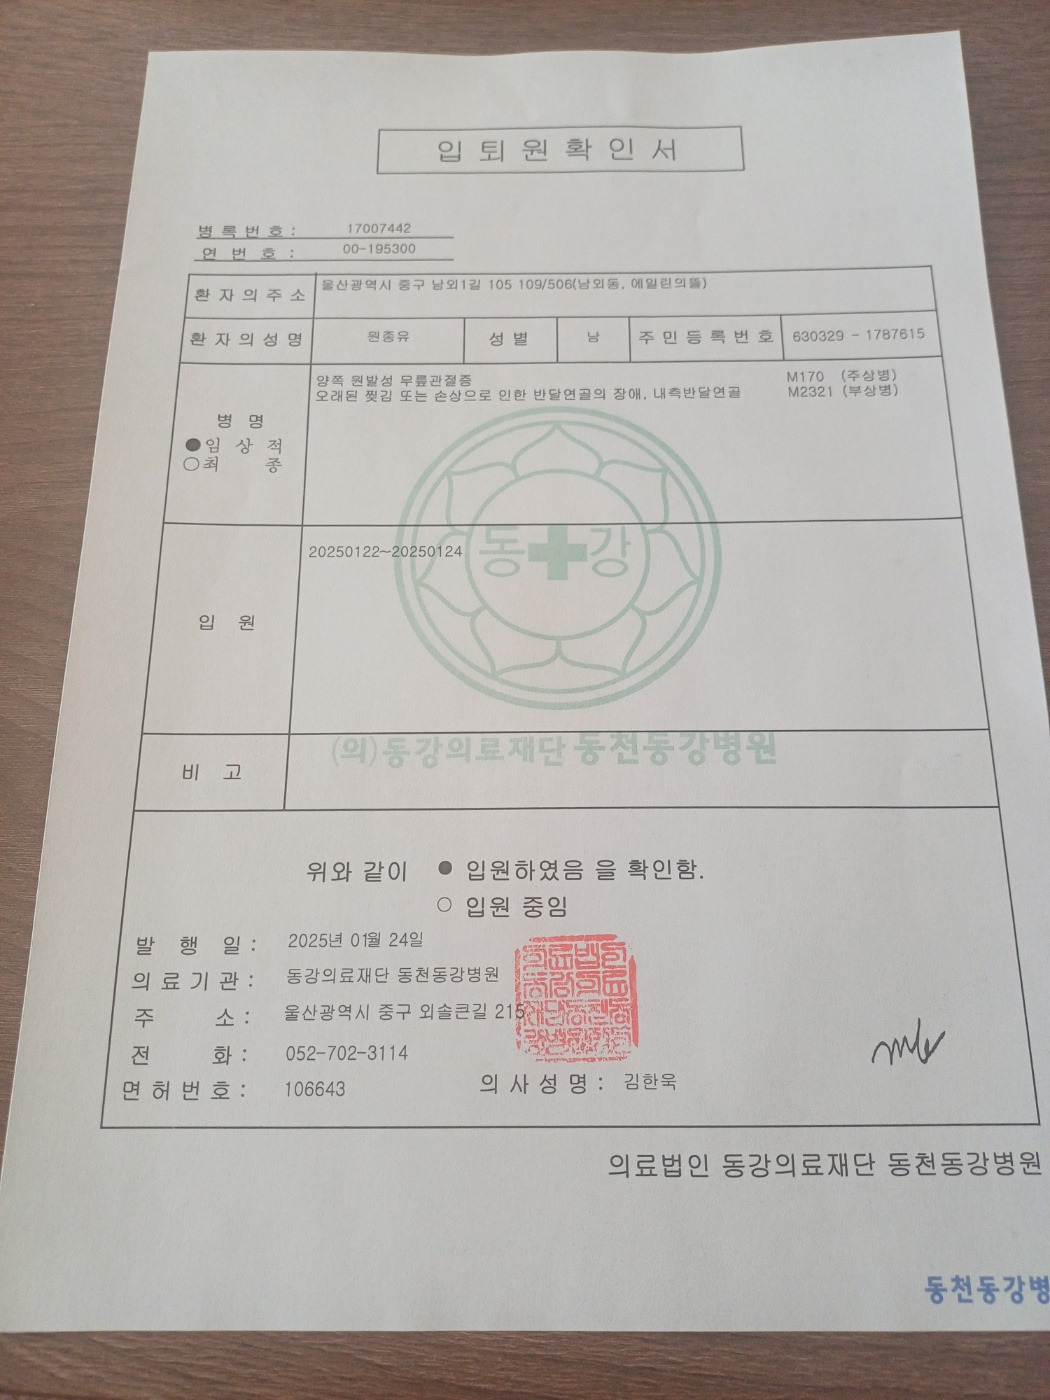 입퇴원확인서
병록번호: 17007442
연번호: 00-195300
환자의주소 울산광역시 중구 남외1길 105 109/506(남외동, 에일린의뜰)
환자의성명 원종유 성별 남 주민등록번호 630329 - 1787615
양쪽 원발성 무릎관절증 M170 (주상병)
오래된 찢김 또는 손상으로 인한 반달연골의 장애, 내측반달연골 M2321 (부상병)
병명
●임상적
○최종
동 강
입원 20250122~20250124
(의)동강의료재단 동천동강병원
비고
위와 같이 ● 입원하였음 을 확인함.
○ 입원 중임
발행일: 2025년 01월 24일
의료기관: 동강의료재단 동천동강병원
주소: 울산광역시 중구 외솔큰길 215
전화: 052-702-3114
면허번호: 106643 의사성명: 김한욱
의료법인 동강의료재단 동천동강병원
동천동강병